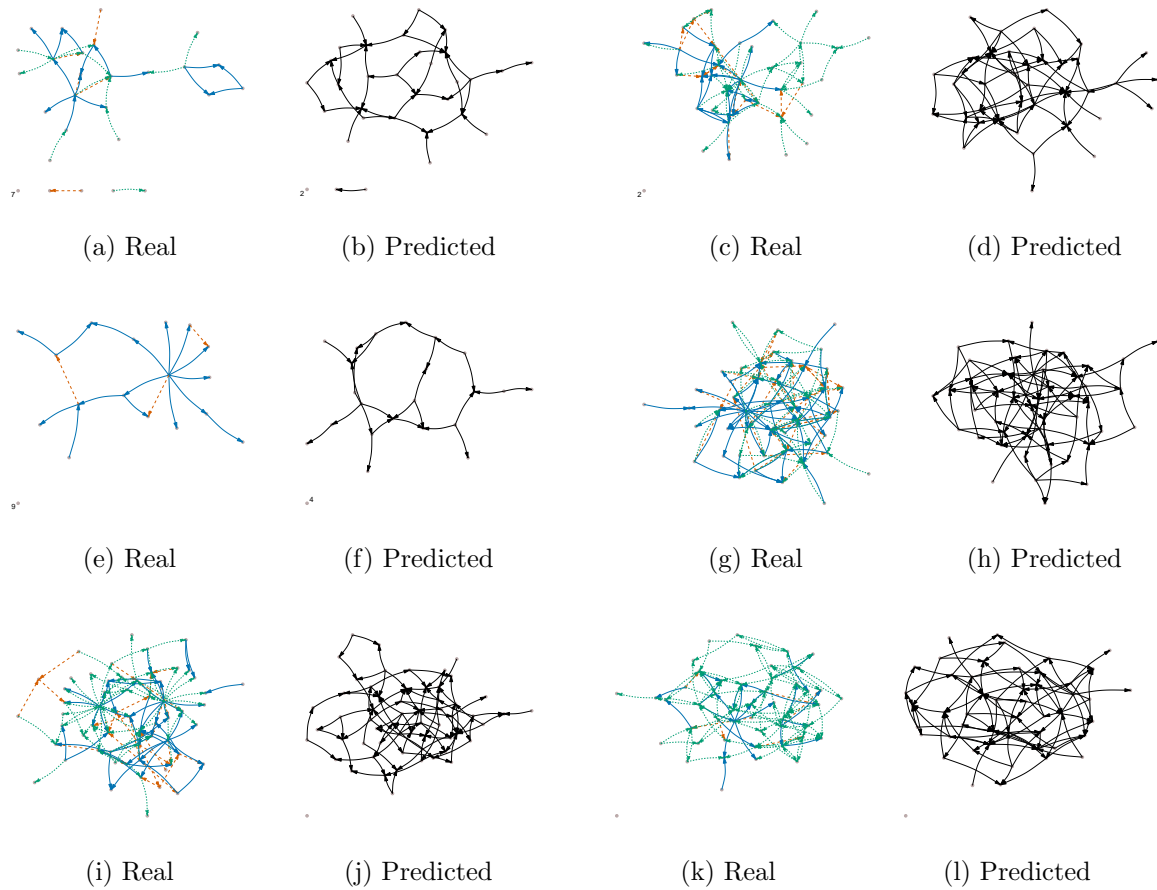 7
2
2
(a) Real
(b) Predicted
(c) Real
(d) Predicted
9
4
(e) Real
(f) Predicted
(g) Real
(h) Predicted
(i) Real
(j) Predicted
(k) Real
(l) Predicted